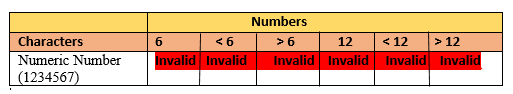 Numbers
Characters 6 < 6 > 6 12 < 12 > 12
Numeric Number Invalid Invalid Invalid Invalid Invalid Invalid
(1234567)